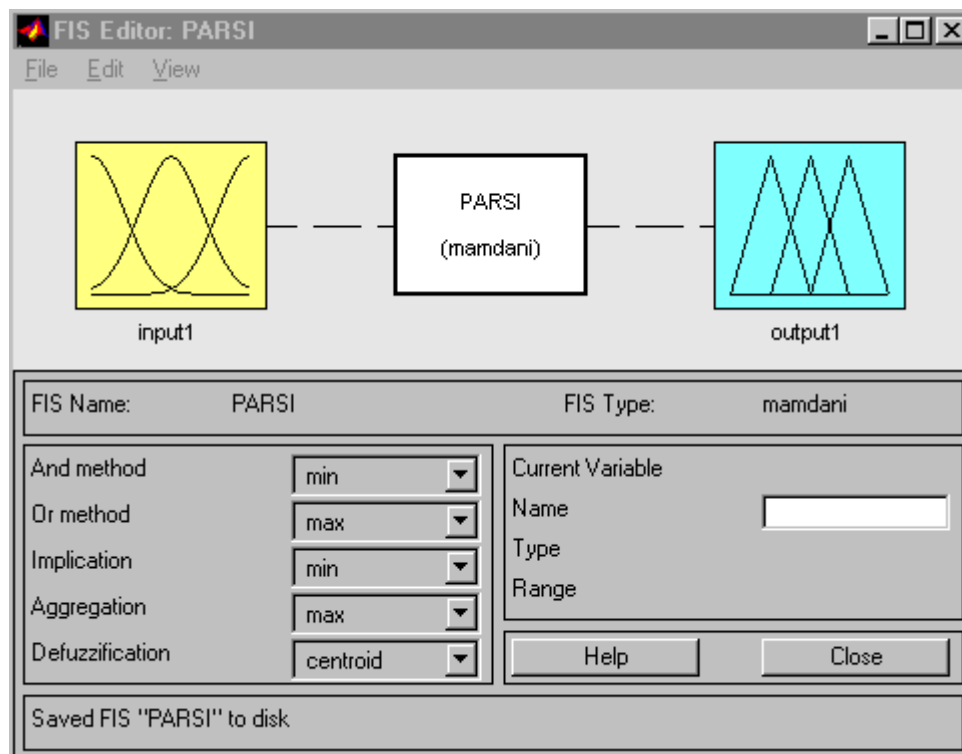 FIS Editor: PARSI
File Edit View
PARSI
(mamdani)
input1
output1
FIS Name: PARSI FIS Type: mamdani
And method min
Or method max
Implication min
Aggregation max
Defuzzification centroid
Current Variable
Name
Type
Range
Help Close
Saved FIS "PARSI" to disk